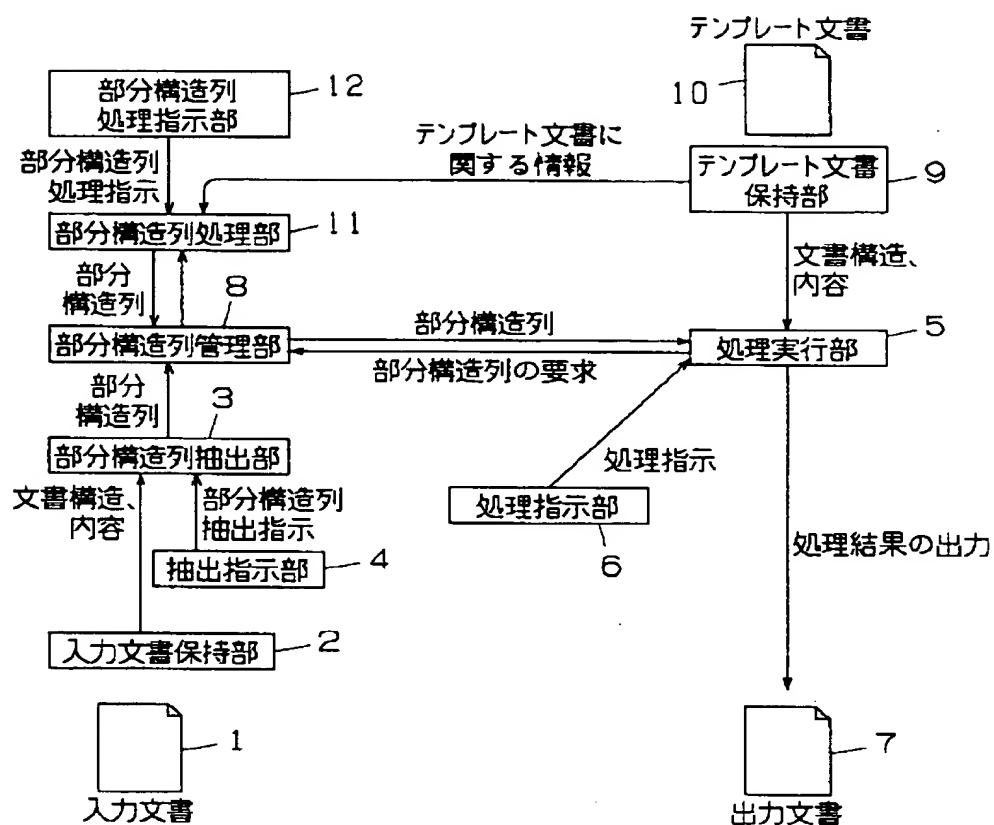 テンプレート文書
10
部分構造列
処理指示部
12
テンプレート文書に
関する情報
テンプレート文書
保持部
9
部分構造列
処理指示
部分構造列処理部
11
文書構造、
内容
部分
構造列
8
部分構造列管理部
部分構造列
部分構造列の要求
処理実行部
5
部分
構造列
3
部分構造列抽出部
処理指示
文書構造、
内容
部分構造列
抽出指示
処理指示部
6
抽出指示部
4
処理結果の出力
入力文書保持部
2
1
入力文書
7
出力文書